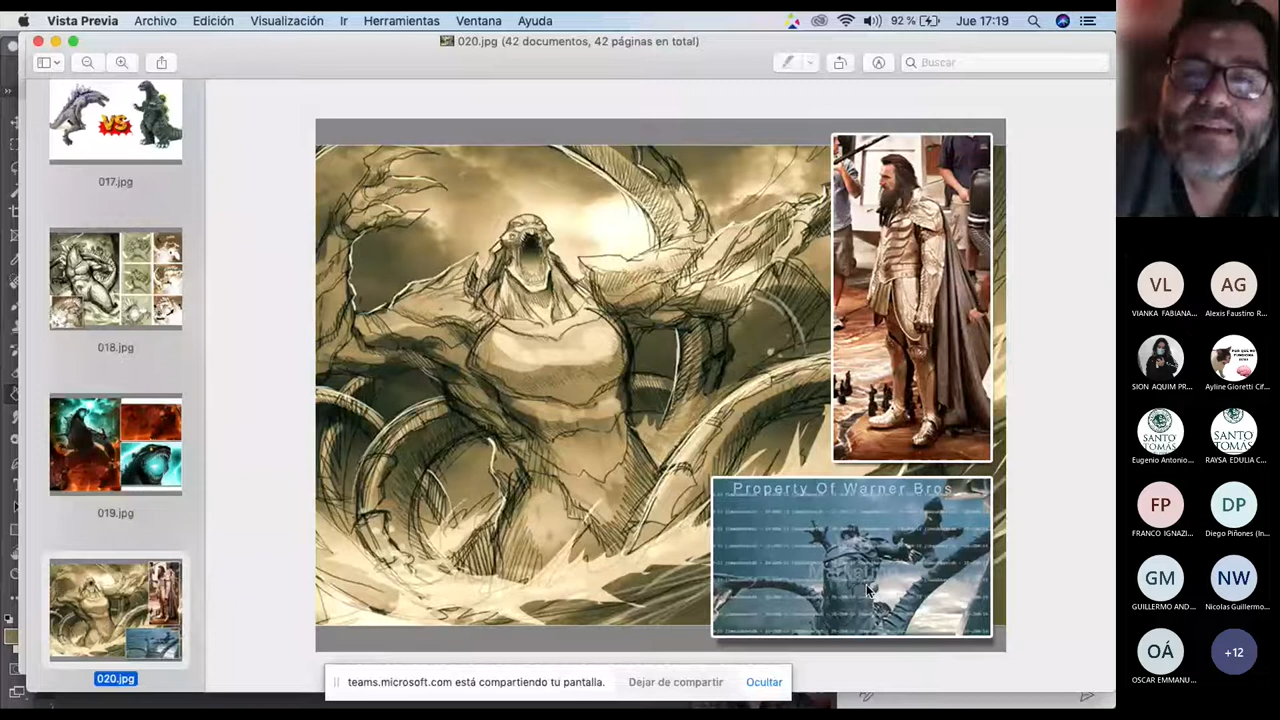 Vista Previa Archivo Edición Visualización Ir Herramientas Ventana Ayuda 92 % Jue 17:19
020.jpg (42 documentos, 42 páginas en total)
Buscar
VS
017.jpg
018.jpg
019.jpg
020.jpg
Property Of Warner Bros
teams.microsoft.com está compartiendo tu pantalla. Dejar de compartir Ocultar
VL AG
VIANKA FABIANA... Alexis Faustino R...
SION AQUIM PR... Ayline Gioretti Cif...
SANTO TOMÁS SANTO TOMÁS
Eugenio Antonio... RAYSA EDULIA C...
FP DP
FRANCO IGNAZI... Diego Piñones (In...
GM NW
GUILLERMO AND... Nicolas Guillermo...
OÁ +12
OSCAR EMMANU...